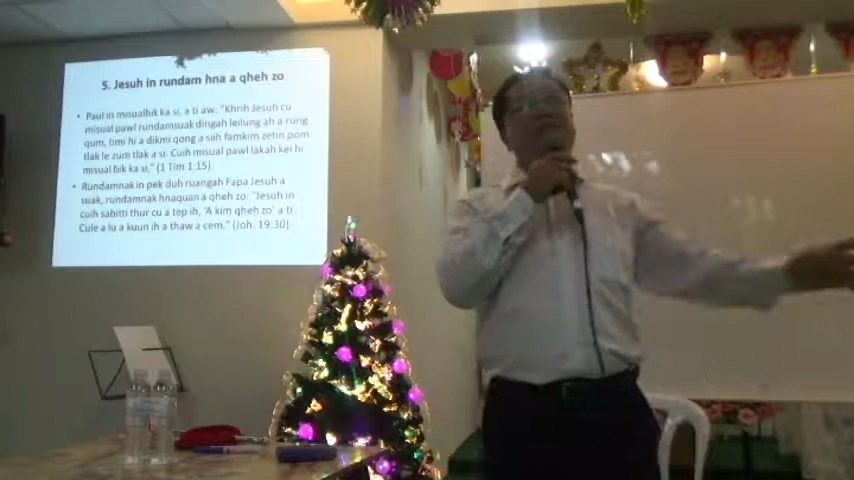 5. Jesuh in rundam hna a qheh zo
• Paul in misualbik ka si, a ti aw. "Khrih Jesuh cu
misual pawl rundamsuak dingah leilung ah a rung
qum, timi hi a dikmi qong a siih famkim zetin pom
tlak le zum tlak a si. Cuih misual pawl lakah kei hi
misual bik ka si," (1 Tim 1:15).
• Rundamnak in pek duh ruangah Fapa Jesuh a
suak, rundamnak hnaquan a qheh zo: "Jesuh in
cuih sabitti thur cu a tep ih, 'A kim qheh zo' a ti.
Cule a lu a kuun ih a thaw a cem," (Joh. 19:30).